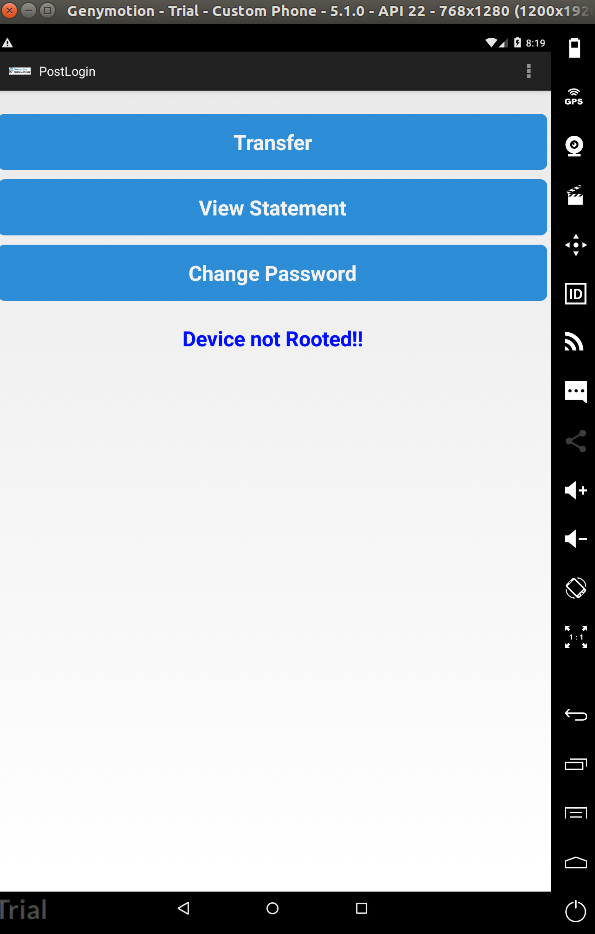 Genymotion - Trial - Custom Phone - 5.1.0 - API 22 - 768x1280 (1200x192
8:19
PostLogin
GPS
Transfer
View Statement
Change Password
ID
Device not Rooted!!
1:1
Trial